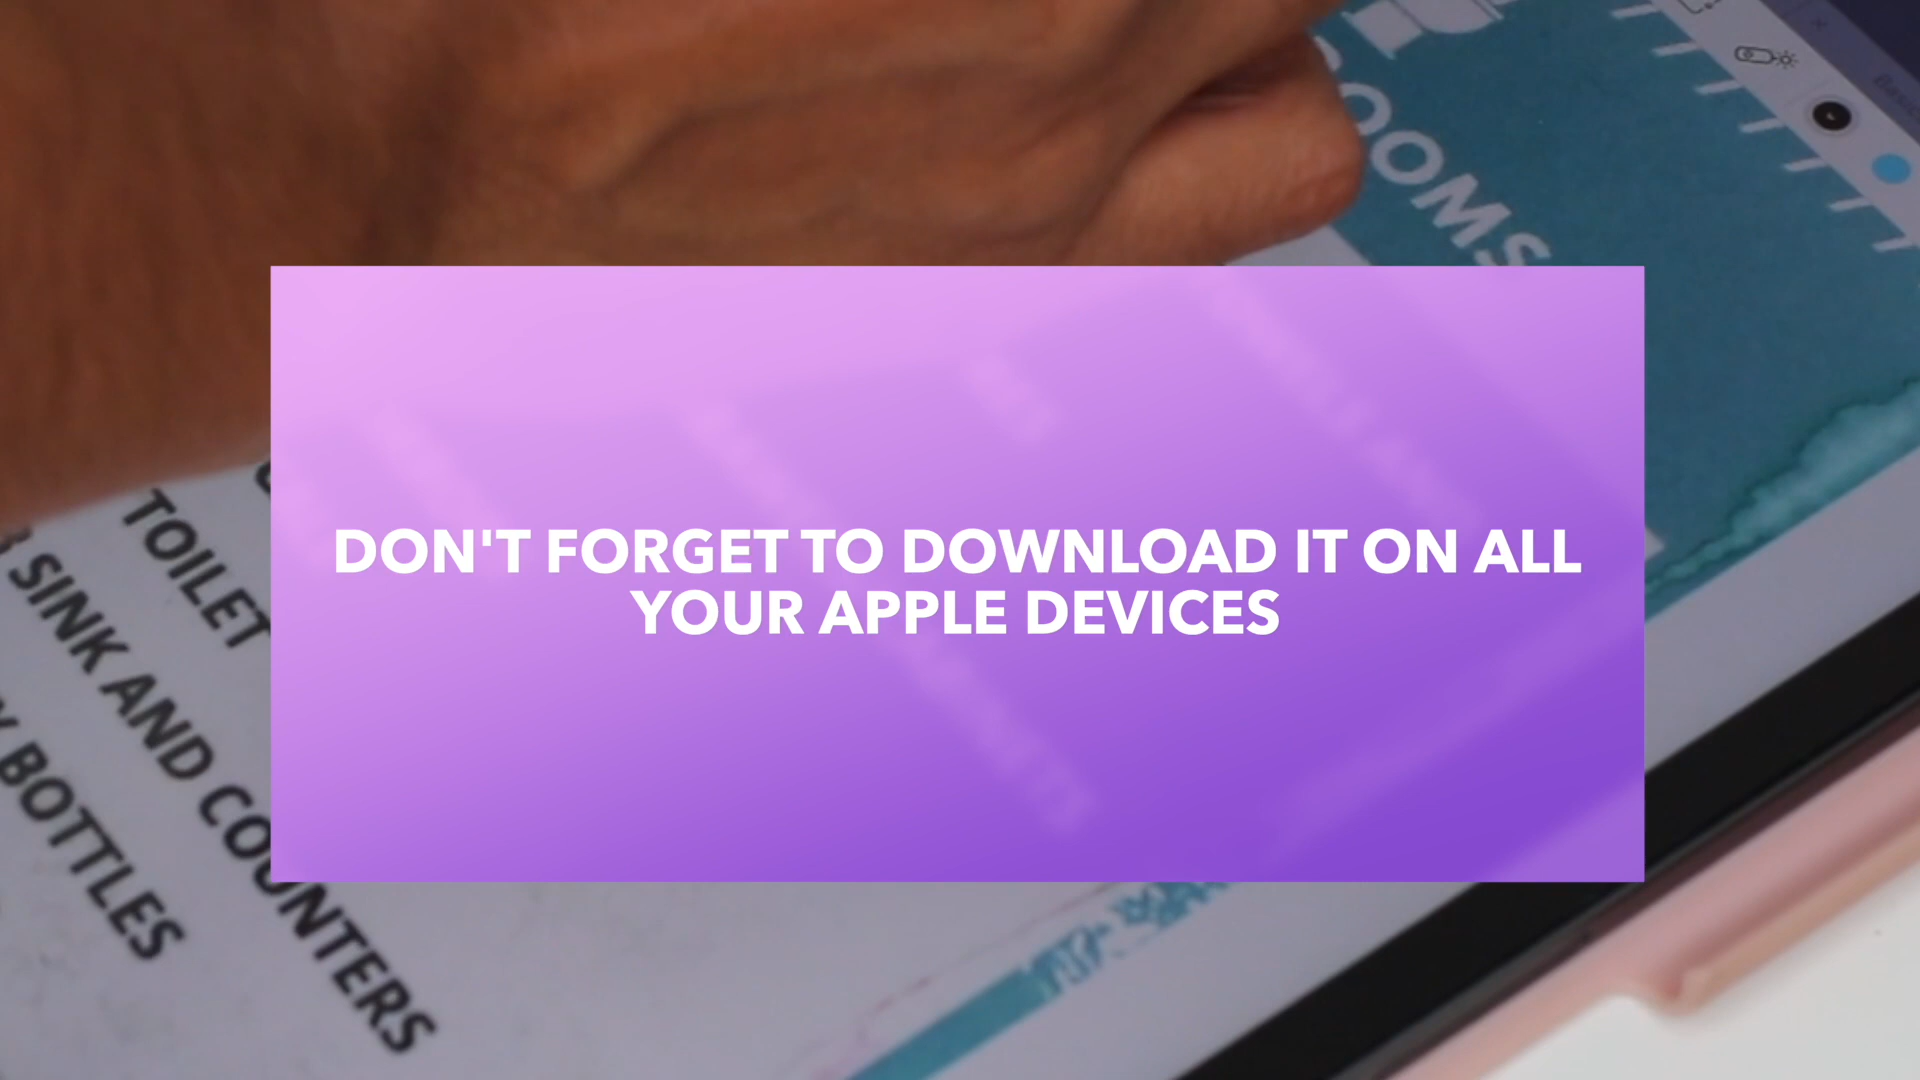 OOMS
DON'T FORGET TO DOWNLOAD IT ON ALL
YOUR APPLE DEVICES
TOILET
SINK AND COUNTERS
BOTTLES